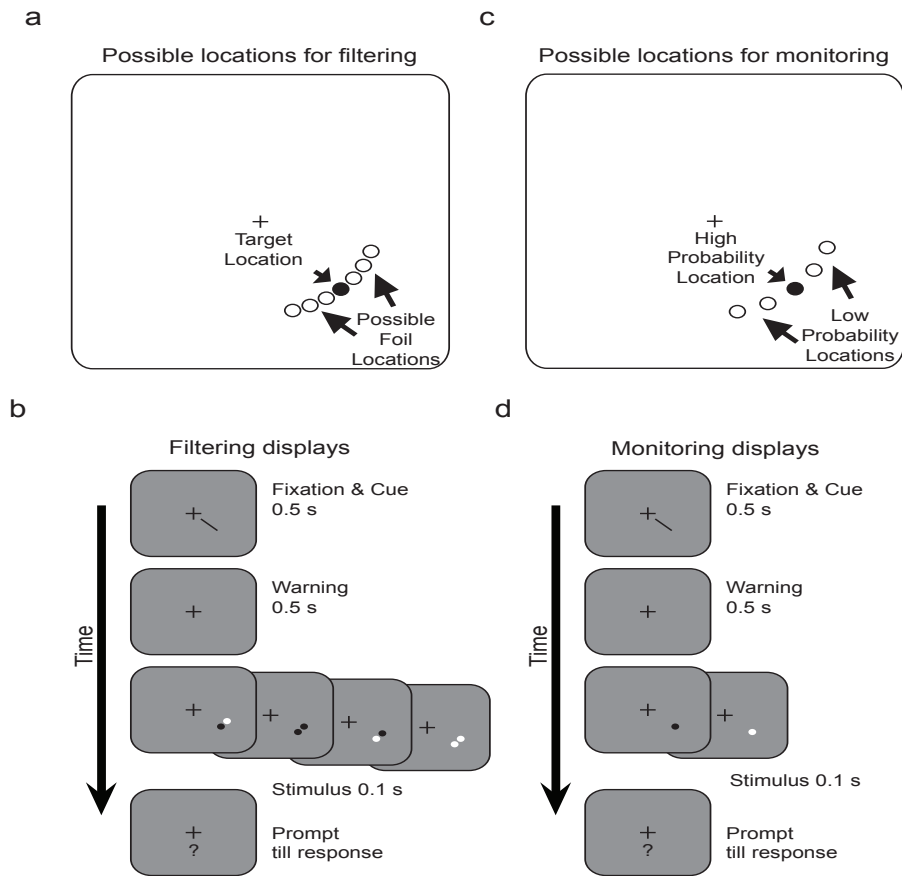 a
Possible locations for filtering
Target
Location
Possible
Foil
Locations
c
Possible locations for monitoring
High
Probability
Location
Low
Probability
Locations
b
Filtering displays
Fixation & Cue
0.5 s
Warning
0.5 s
Time
Stimulus 0.1 s
?
Prompt
till response
d
Monitoring displays
Fixation & Cue
0.5 s
Warning
0.5 s
Time
Stimulus 0.1 s
?
Prompt
till response